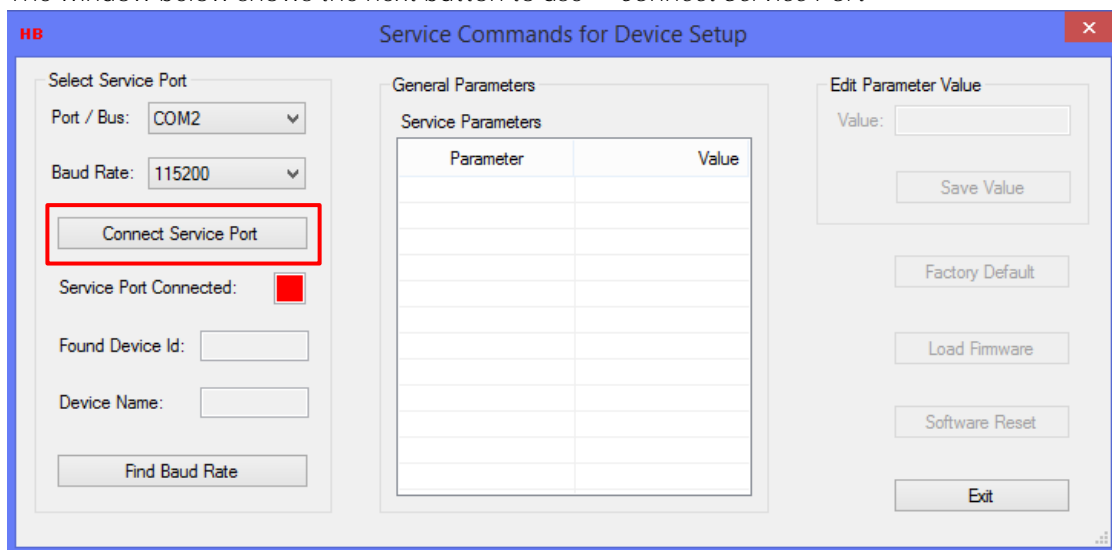 HB
Service Commands for Device Setup
Select Service Port
Port / Bus: COM2
Baud Rate: 115200
Connect Service Port
Service Port Connected:
Found Device Id:
Device Name:
Find Baud Rate
General Parameters
Service Parameters
Parameter Value
Edit Parameter Value
Value:
Save Value
Factory Default
Load Firmware
Software Reset
Exit